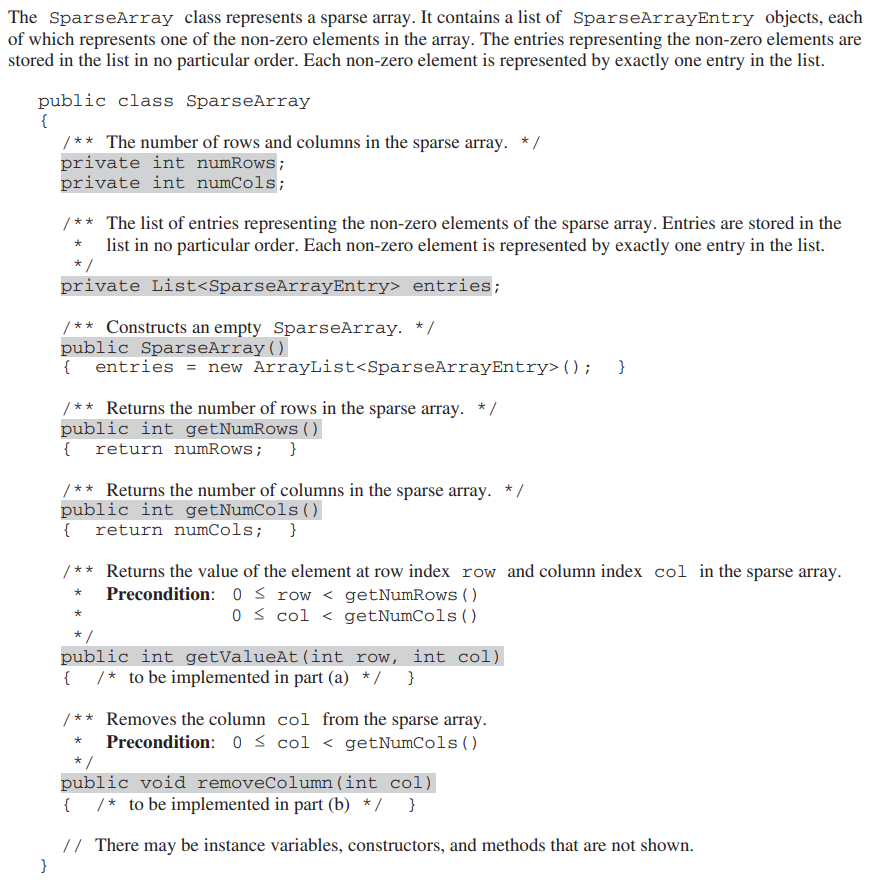 The SparseArray class represents a sparse array. It contains a list of SparseArrayEntry objects, each
of which represents one of the non-zero elements in the array. The entries representing the non-zero elements are
stored in the list in no particular order. Each non-zero element is represented by exactly one entry in the list.
public class SparseArray
{
/** The number of rows and columns in the sparse array. */
private int numRows;
private int numCols;
/** The list of entries representing the non-zero elements of the sparse array. Entries are stored in the
* list in no particular order. Each non-zero element is represented by exactly one entry in the list.
*/
private List<SparseArrayEntry> entries;
/** Constructs an empty SparseArray. */
public SparseArray()
{ entries = new ArrayList<SparseArrayEntry>(); }
/** Returns the number of rows in the sparse array. */
public int getNumRows()
{ return numRows; }
/** Returns the number of columns in the sparse array. */
public int getNumCols()
{ return numCols; }
/** Returns the value of the element at row index row and column index col in the sparse array.
* Precondition: 0 ≤ row < getNumRows()
* 0 ≤ col < getNumCols()
*/
public int getValueAt(int row, int col)
{ /* to be implemented in part (a) */ }
/** Removes the column col from the sparse array.
* Precondition: 0 ≤ col < getNumCols()
*/
public void removeColumn(int col)
{ /* to be implemented in part (b) */ }
// There may be instance variables, constructors, and methods that are not shown.
}